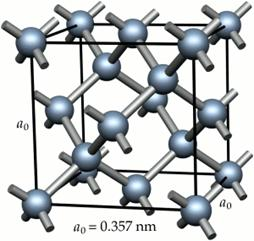 a₀
a₀
a₀ = 0.357 nm